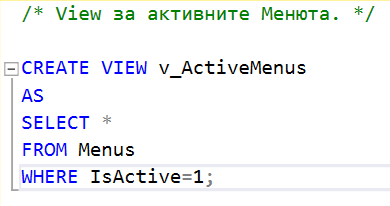 /* View за активните Менюта. */
CREATE VIEW v_ActiveMenus
AS
SELECT *
FROM Menus
WHERE IsActive=1;